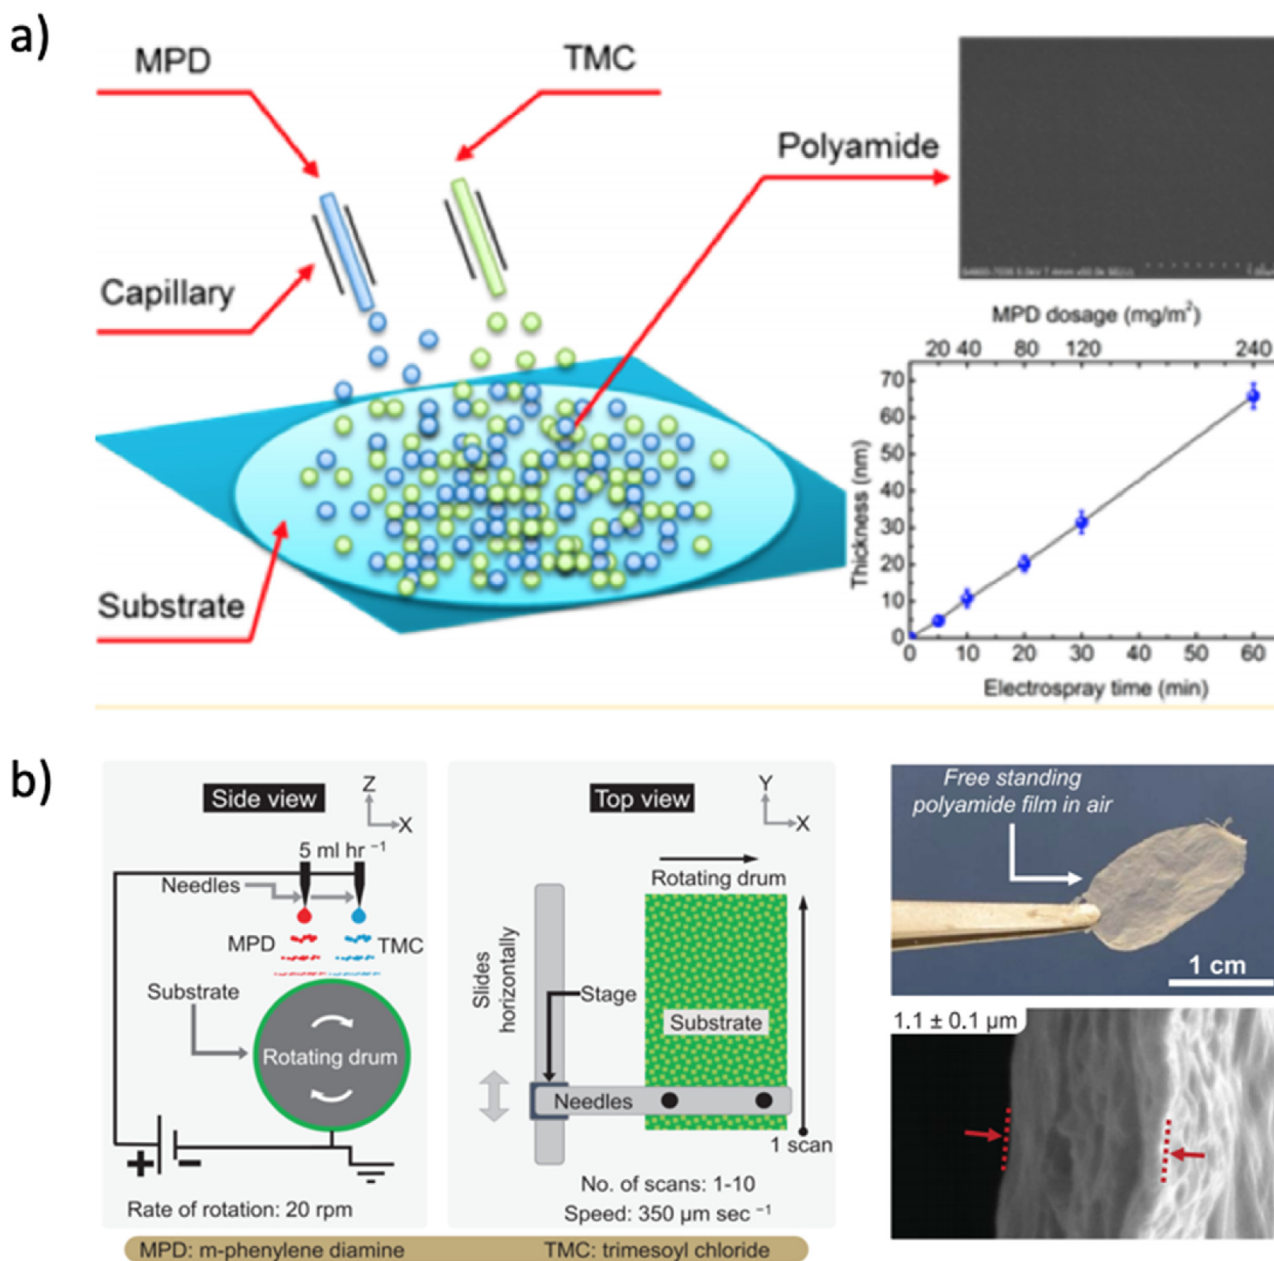 a)
MPD
TMC
Polyamide
Capillary
Substrate
MPD dosage (mg/m²)
20 40 80 120 240
Thickness (nm)
70
60
50
40
30
20
10
0
0 10 20 30 40 50 60
Electrospray time (min)
b)
Side view
Z
X
5 ml hr ⁻¹
Needles
MPD
TMC
Substrate
Rotating drum
+ −
Rate of rotation: 20 rpm
Top view
Y
X
Rotating drum
Slides
horizontally
Stage
Substrate
Needles
1 scan
No. of scans: 1-10
Speed: 350 µm sec ⁻¹
MPD: m-phenylene diamine
TMC: trimesoyl chloride
Free standing
polyamide film in air
1 cm
1.1 ± 0.1 µm